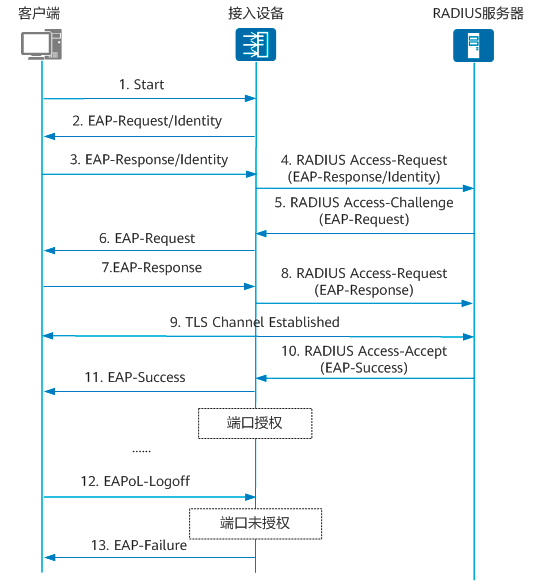 客户端
接入设备
RADIUS服务器
1. Start
2. EAP-Request/Identity
3. EAP-Response/Identity
4. RADIUS Access-Request
(EAP-Response/Identity)
5. RADIUS Access-Challenge
(EAP-Request)
6. EAP-Request
7.EAP-Response
8. RADIUS Access-Request
(EAP-Response)
9. TLS Channel Established
10. RADIUS Access-Accept
(EAP-Success)
11. EAP-Success
端口授权
......
12. EAPoL-Logoff
端口未授权
13. EAP-Failure